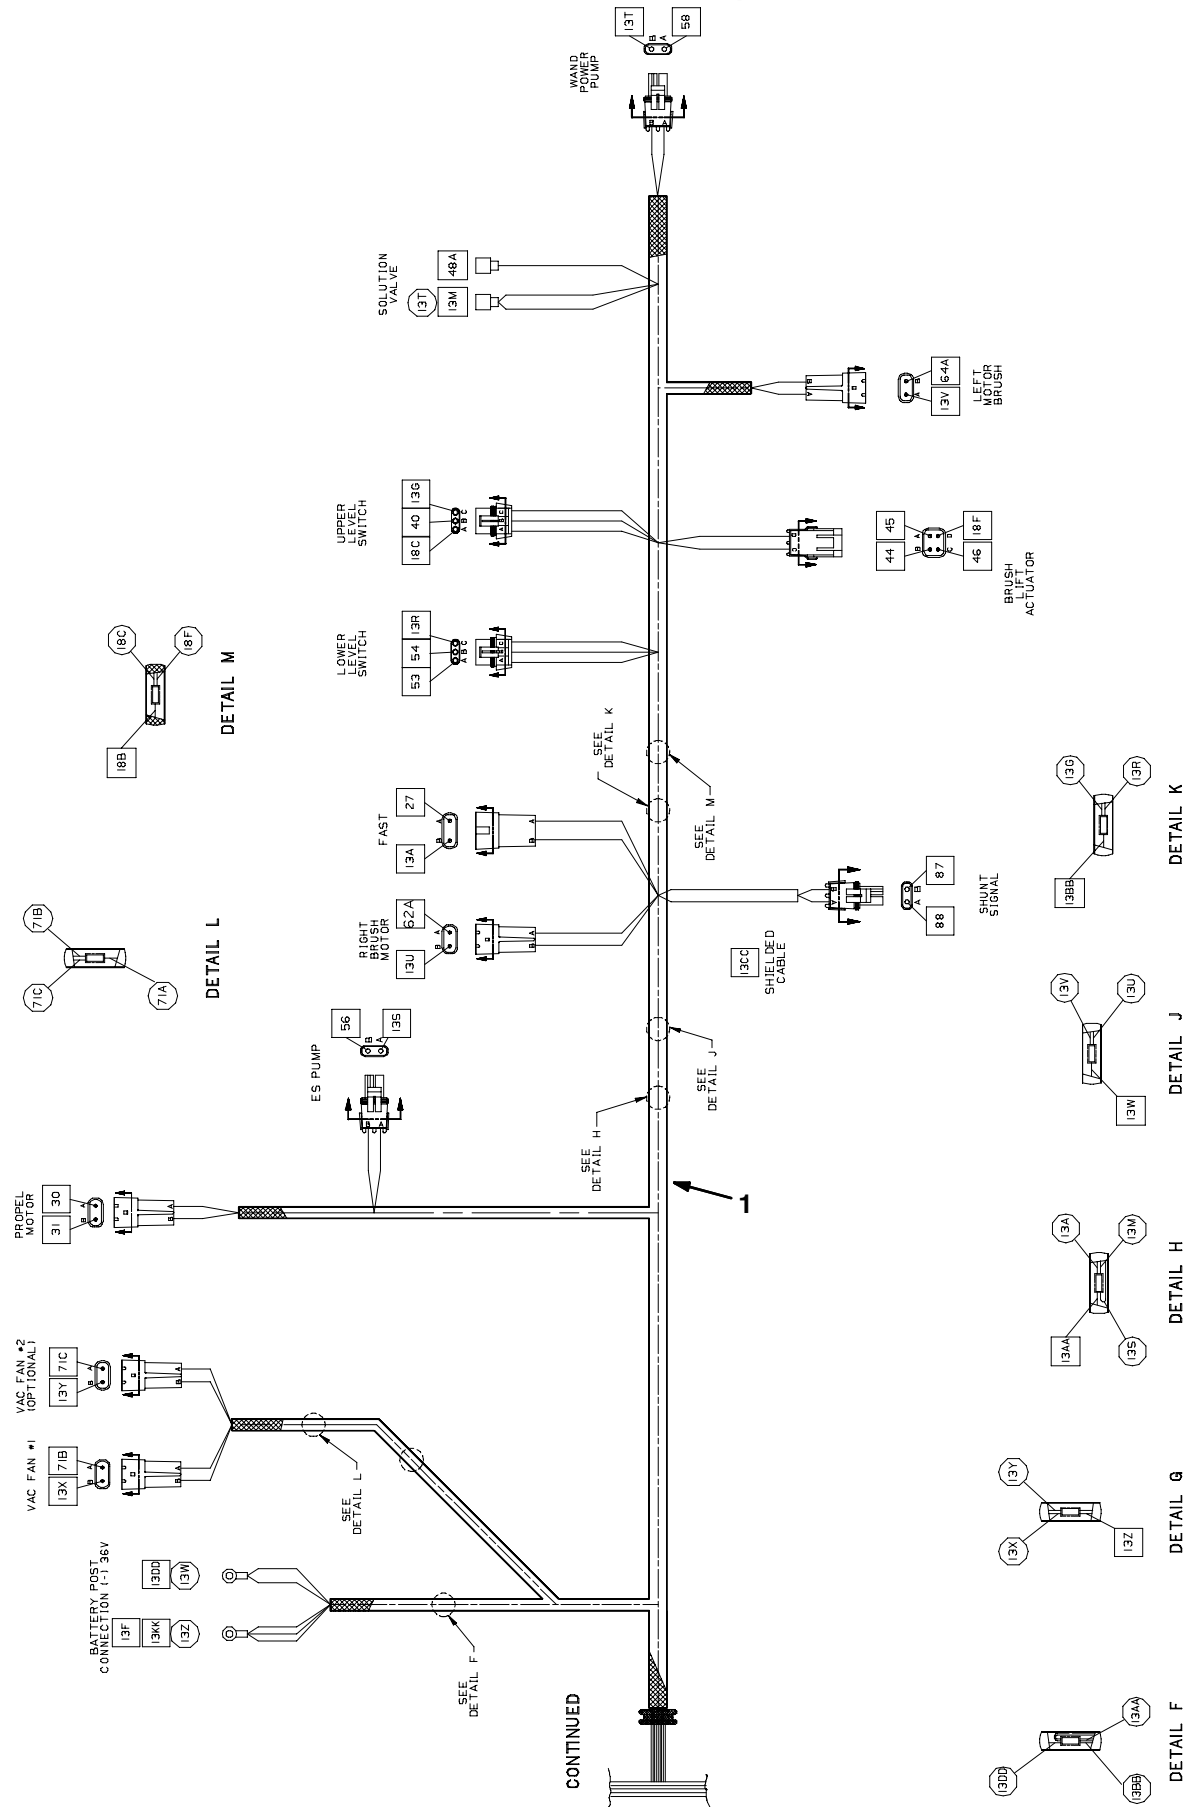 BATTERY POST
CONNECTION (-) 36V
13F
13KK
13Z
13DD
13W
SEE
DETAIL F
VAC FAN #1
13X
71B
B
A
VAC FAN #2
(OPTIONAL)
13Y
71C
B
A
SEE
DETAIL L
PROPEL
MOTOR
31
30
B
A
ES PUMP
56
13S
B
A
RIGHT
BRUSH
MOTOR
13U
62A
B
A
FAST
13A
27
B
A
LOWER
LEVEL
SWITCH
53
54
13R
A
B
C
UPPER
LEVEL
SWITCH
18C
40
13G
A
B
C
SOLUTION
VALVE
13T
13M
48A
WAND
POWER
PUMP
13T
58
B
A
CONTINUED
SEE
DETAIL H
1
SEE
DETAIL J
SEE
DETAIL K
SEE
DETAIL M
13CC
SHIELDED
CABLE
88
87
A
B
SHUNT
SIGNAL
44
45
B
A
C
D
46
18F
BRUSH
LIFT
ACTUATOR
13V
64A
A
B
LEFT
MOTOR
BRUSH
71C
71B
71A
DETAIL L
18B
18C
18F
DETAIL M
13DD
13BB
13AA
DETAIL F
13X
13Y
13Z
DETAIL G
13AA
13A
13S
13M
DETAIL H
13V
13W
13U
DETAIL J
13BB
13G
13R
DETAIL K